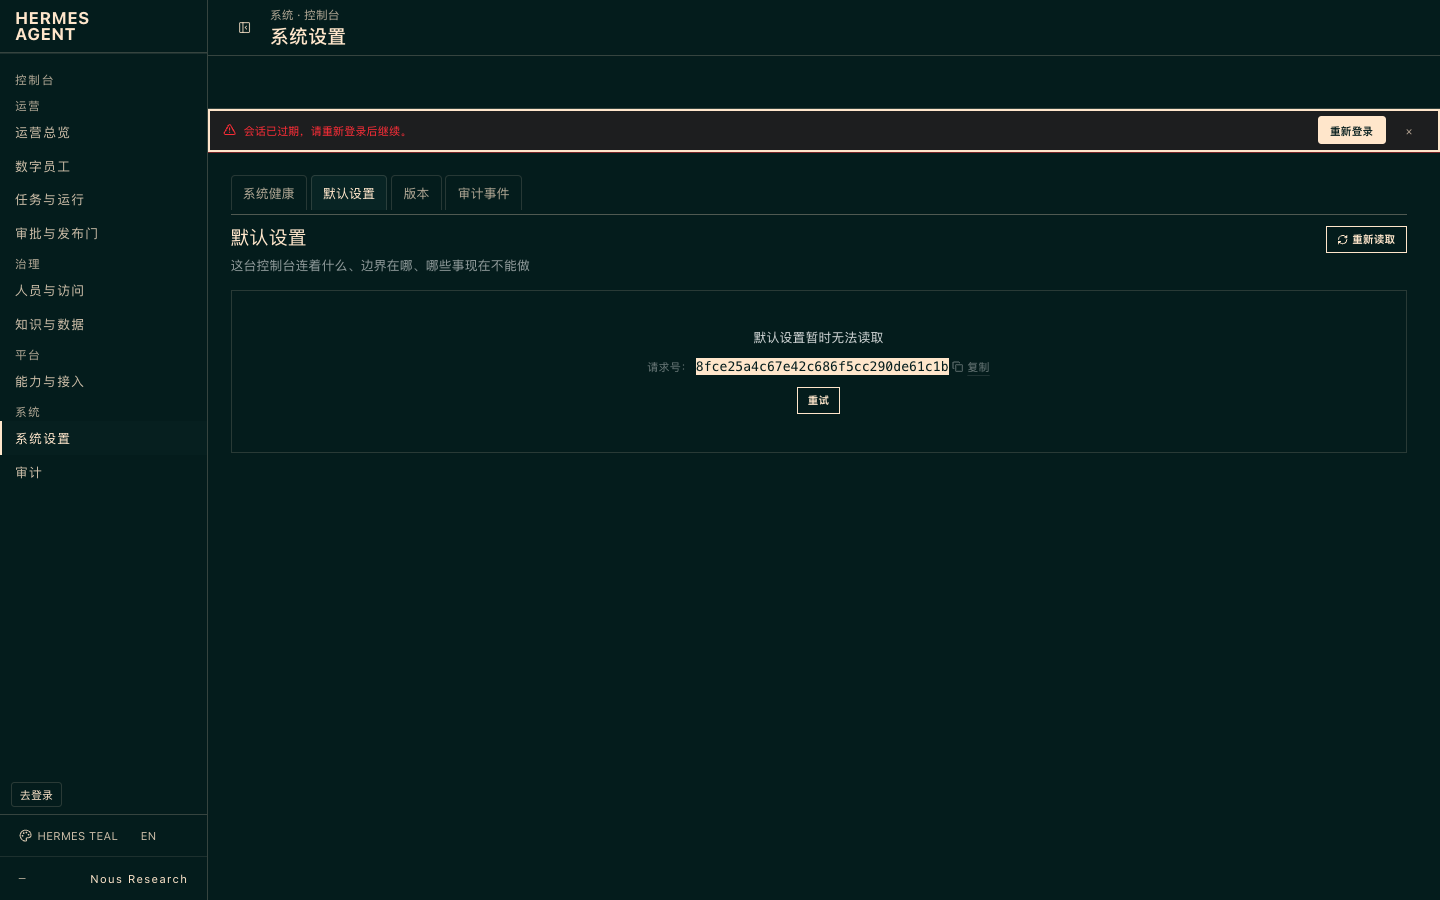 HERMES
AGENT
控制台
运营
运营总览
数字员工
任务与运行
审批与发布门
治理
人员与访问
知识与数据
平台
能力与接入
系统
系统设置
审计
去登录
HERMES TEAL EN
— Nous Research
系统 · 控制台
系统设置
会话已过期，请重新登录后继续。 重新登录 ×
系统健康 默认设置 版本 审计事件
默认设置
重新读取
这台控制台连着什么、边界在哪、哪些事现在不能做
默认设置暂时无法读取
请求号： 8fce25a4c67e42c686f5cc290de61c1b 复制
重试